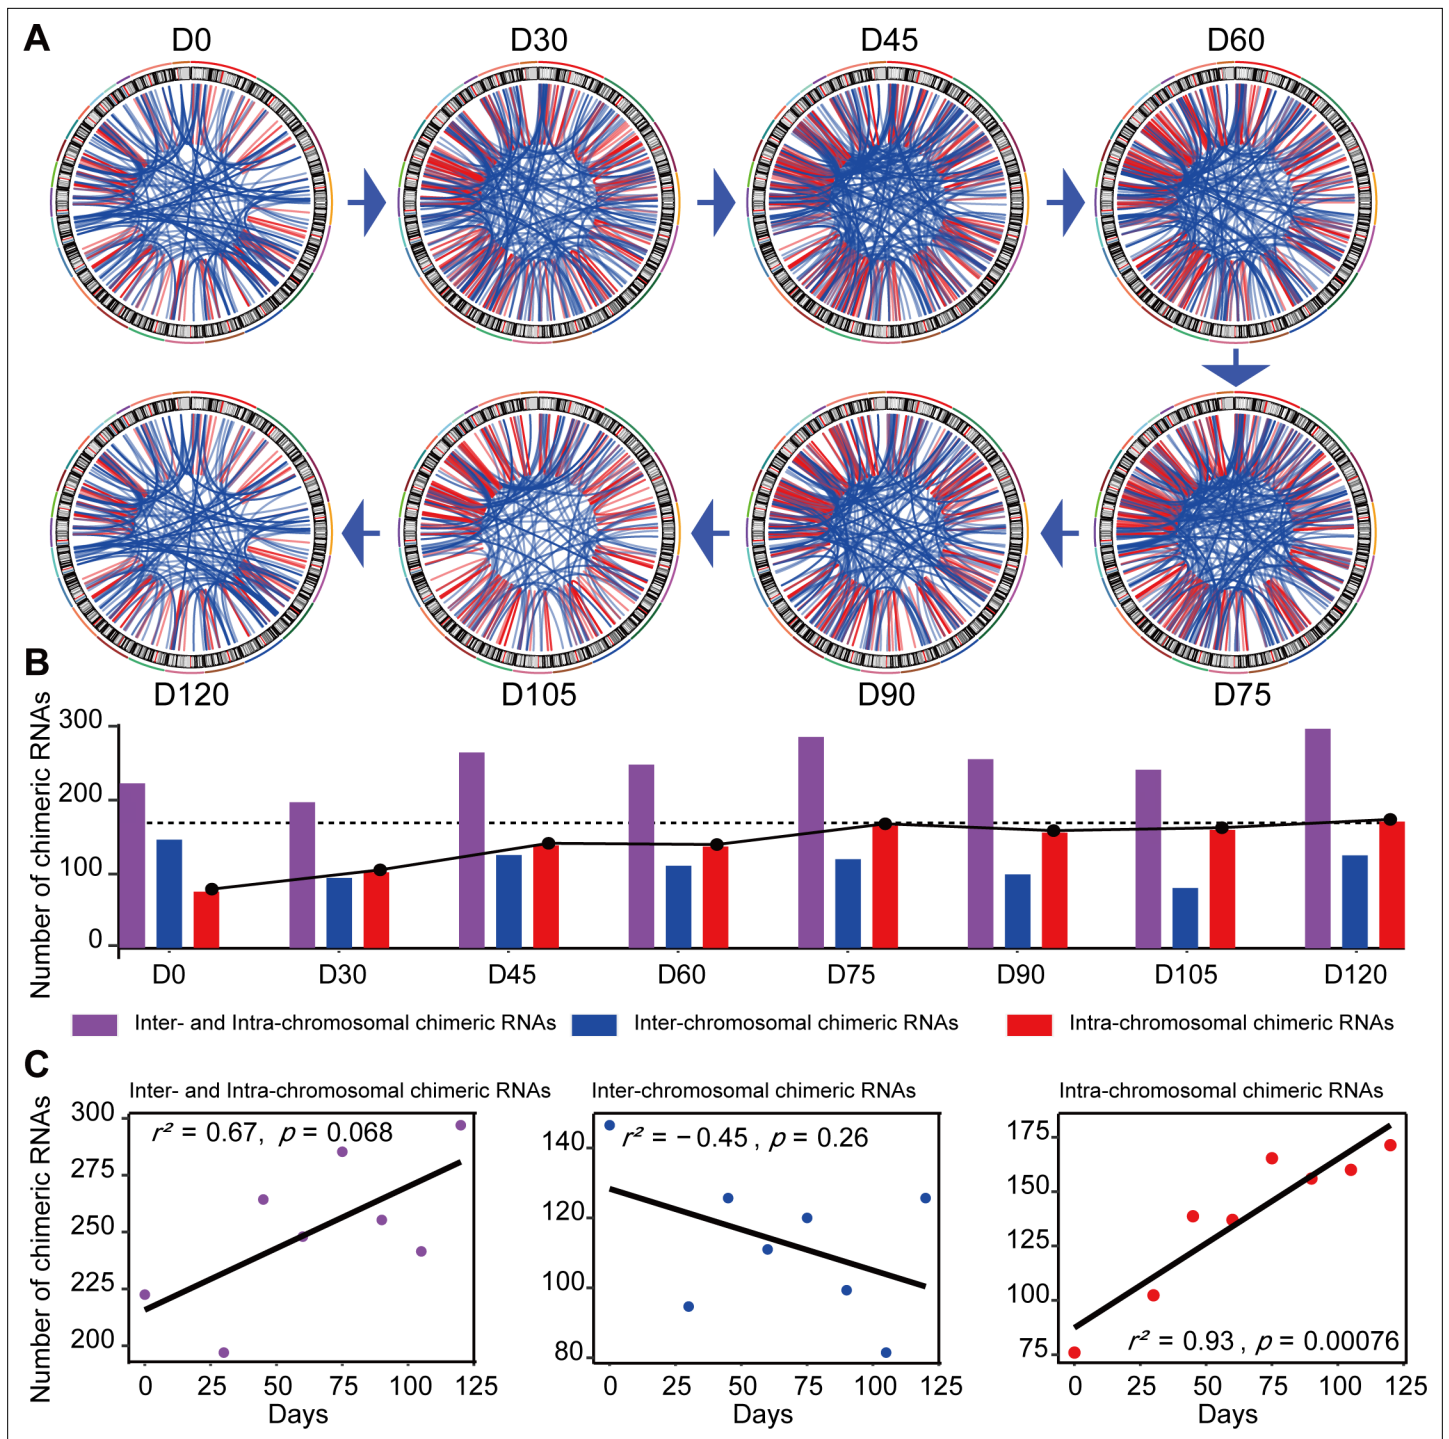 A
D0
D30
D45
D60
D120
D105
D90
D75
B
Number of chimeric RNAs
300
200
100
0
D0
D30
D45
D60
D75
D90
D105
D120
Inter- and Intra-chromosomal chimeric RNAs
Inter-chromosomal chimeric RNAs
Intra-chromosomal chimeric RNAs
C
Number of chimeric RNAs
Inter- and Intra-chromosomal chimeric RNAs
r² = 0.67, p = 0.068
300
275
250
225
200
0
25
50
75
100
125
Days
Inter-chromosomal chimeric RNAs
r² = −0.45, p = 0.26
140
120
100
80
0
25
50
75
100
125
Days
Intra-chromosomal chimeric RNAs
175
150
125
100
75
r² = 0.93, p = 0.00076
0
25
50
75
100
125
Days